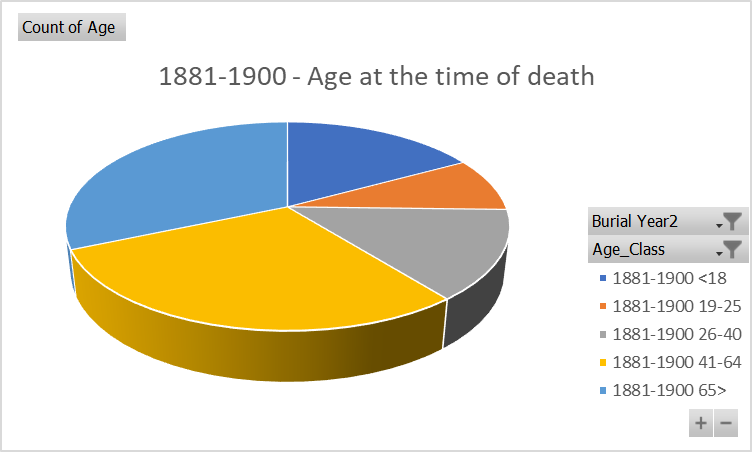 Count of Age
1881-1900 - Age at the time of death
Burial Year2
Age_Class
1881-1900 <18
1881-1900 19-25
1881-1900 26-40
1881-1900 41-64
1881-1900 65>
+ −